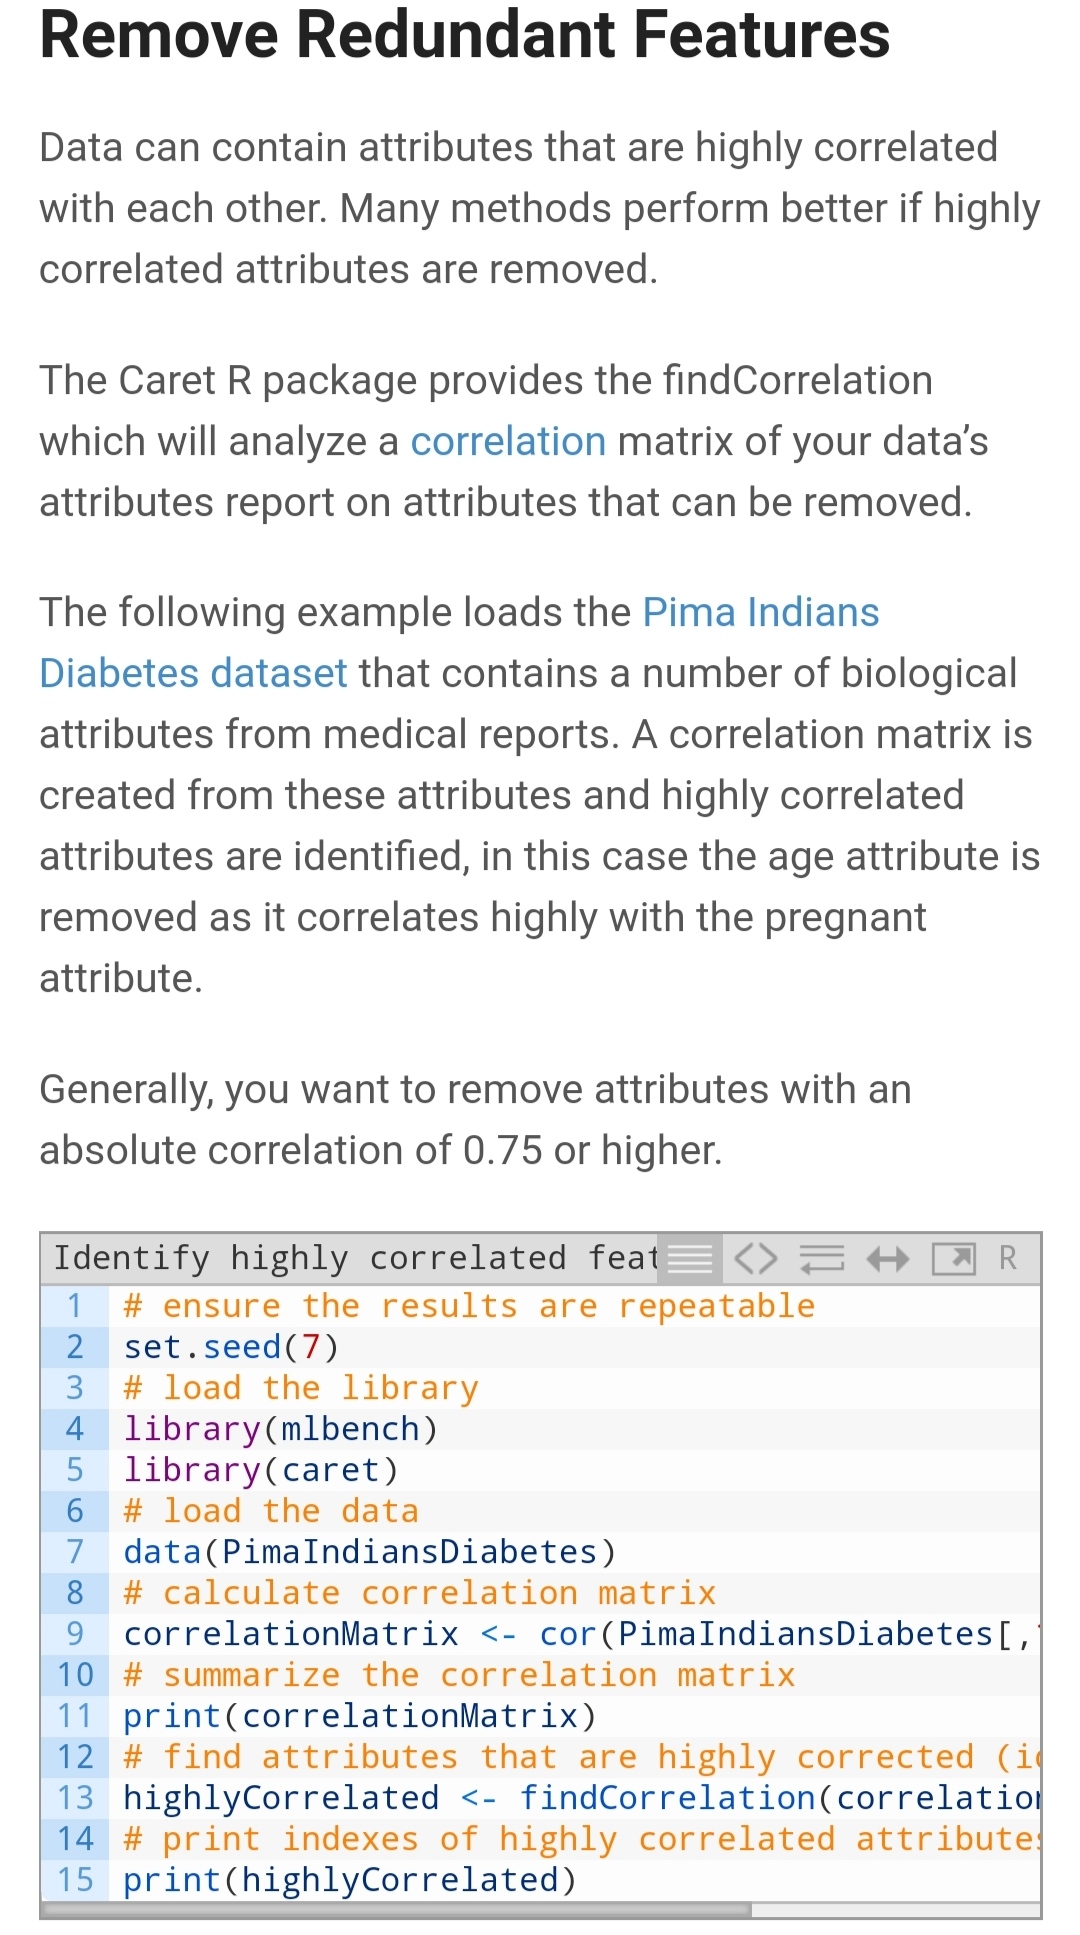 Remove Redundant Features
Data can contain attributes that are highly correlated
with each other. Many methods perform better if highly
correlated attributes are removed.
The Caret R package provides the findCorrelation
which will analyze a correlation matrix of your data’s
attributes report on attributes that can be removed.
The following example loads the Pima Indians
Diabetes dataset that contains a number of biological
attributes from medical reports. A correlation matrix is
created from these attributes and highly correlated
attributes are identified, in this case the age attribute is
removed as it correlates highly with the pregnant
attribute.
Generally, you want to remove attributes with an
absolute correlation of 0.75 or higher.
Identify highly correlated feat R
1 # ensure the results are repeatable
2 set.seed(7)
3 # load the library
4 library(mlbench)
5 library(caret)
6 # load the data
7 data(PimaIndiansDiabetes)
8 # calculate correlation matrix
9 correlationMatrix <- cor(PimaIndiansDiabetes[,
10 # summarize the correlation matrix
11 print(correlationMatrix)
12 # find attributes that are highly corrected (i
13 highlyCorrelated <- findCorrelation(correlation
14 # print indexes of highly correlated attributes
15 print(highlyCorrelated)